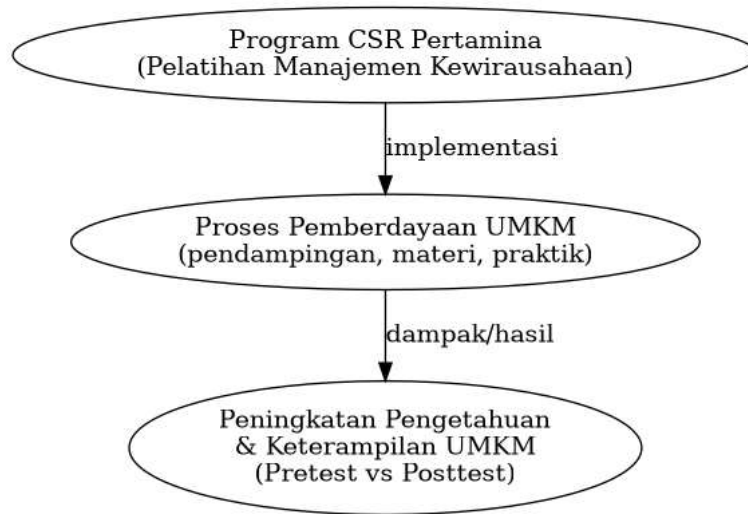 Program CSR Pertamina
(Pelatihan Manajemen Kewirausahaan)
implementasi
Proses Pemberdayaan UMKM
(pendampingan, materi, praktik)
dampak/hasil
Peningkatan Pengetahuan
& Keterampilan UMKM
(Pretest vs Posttest)